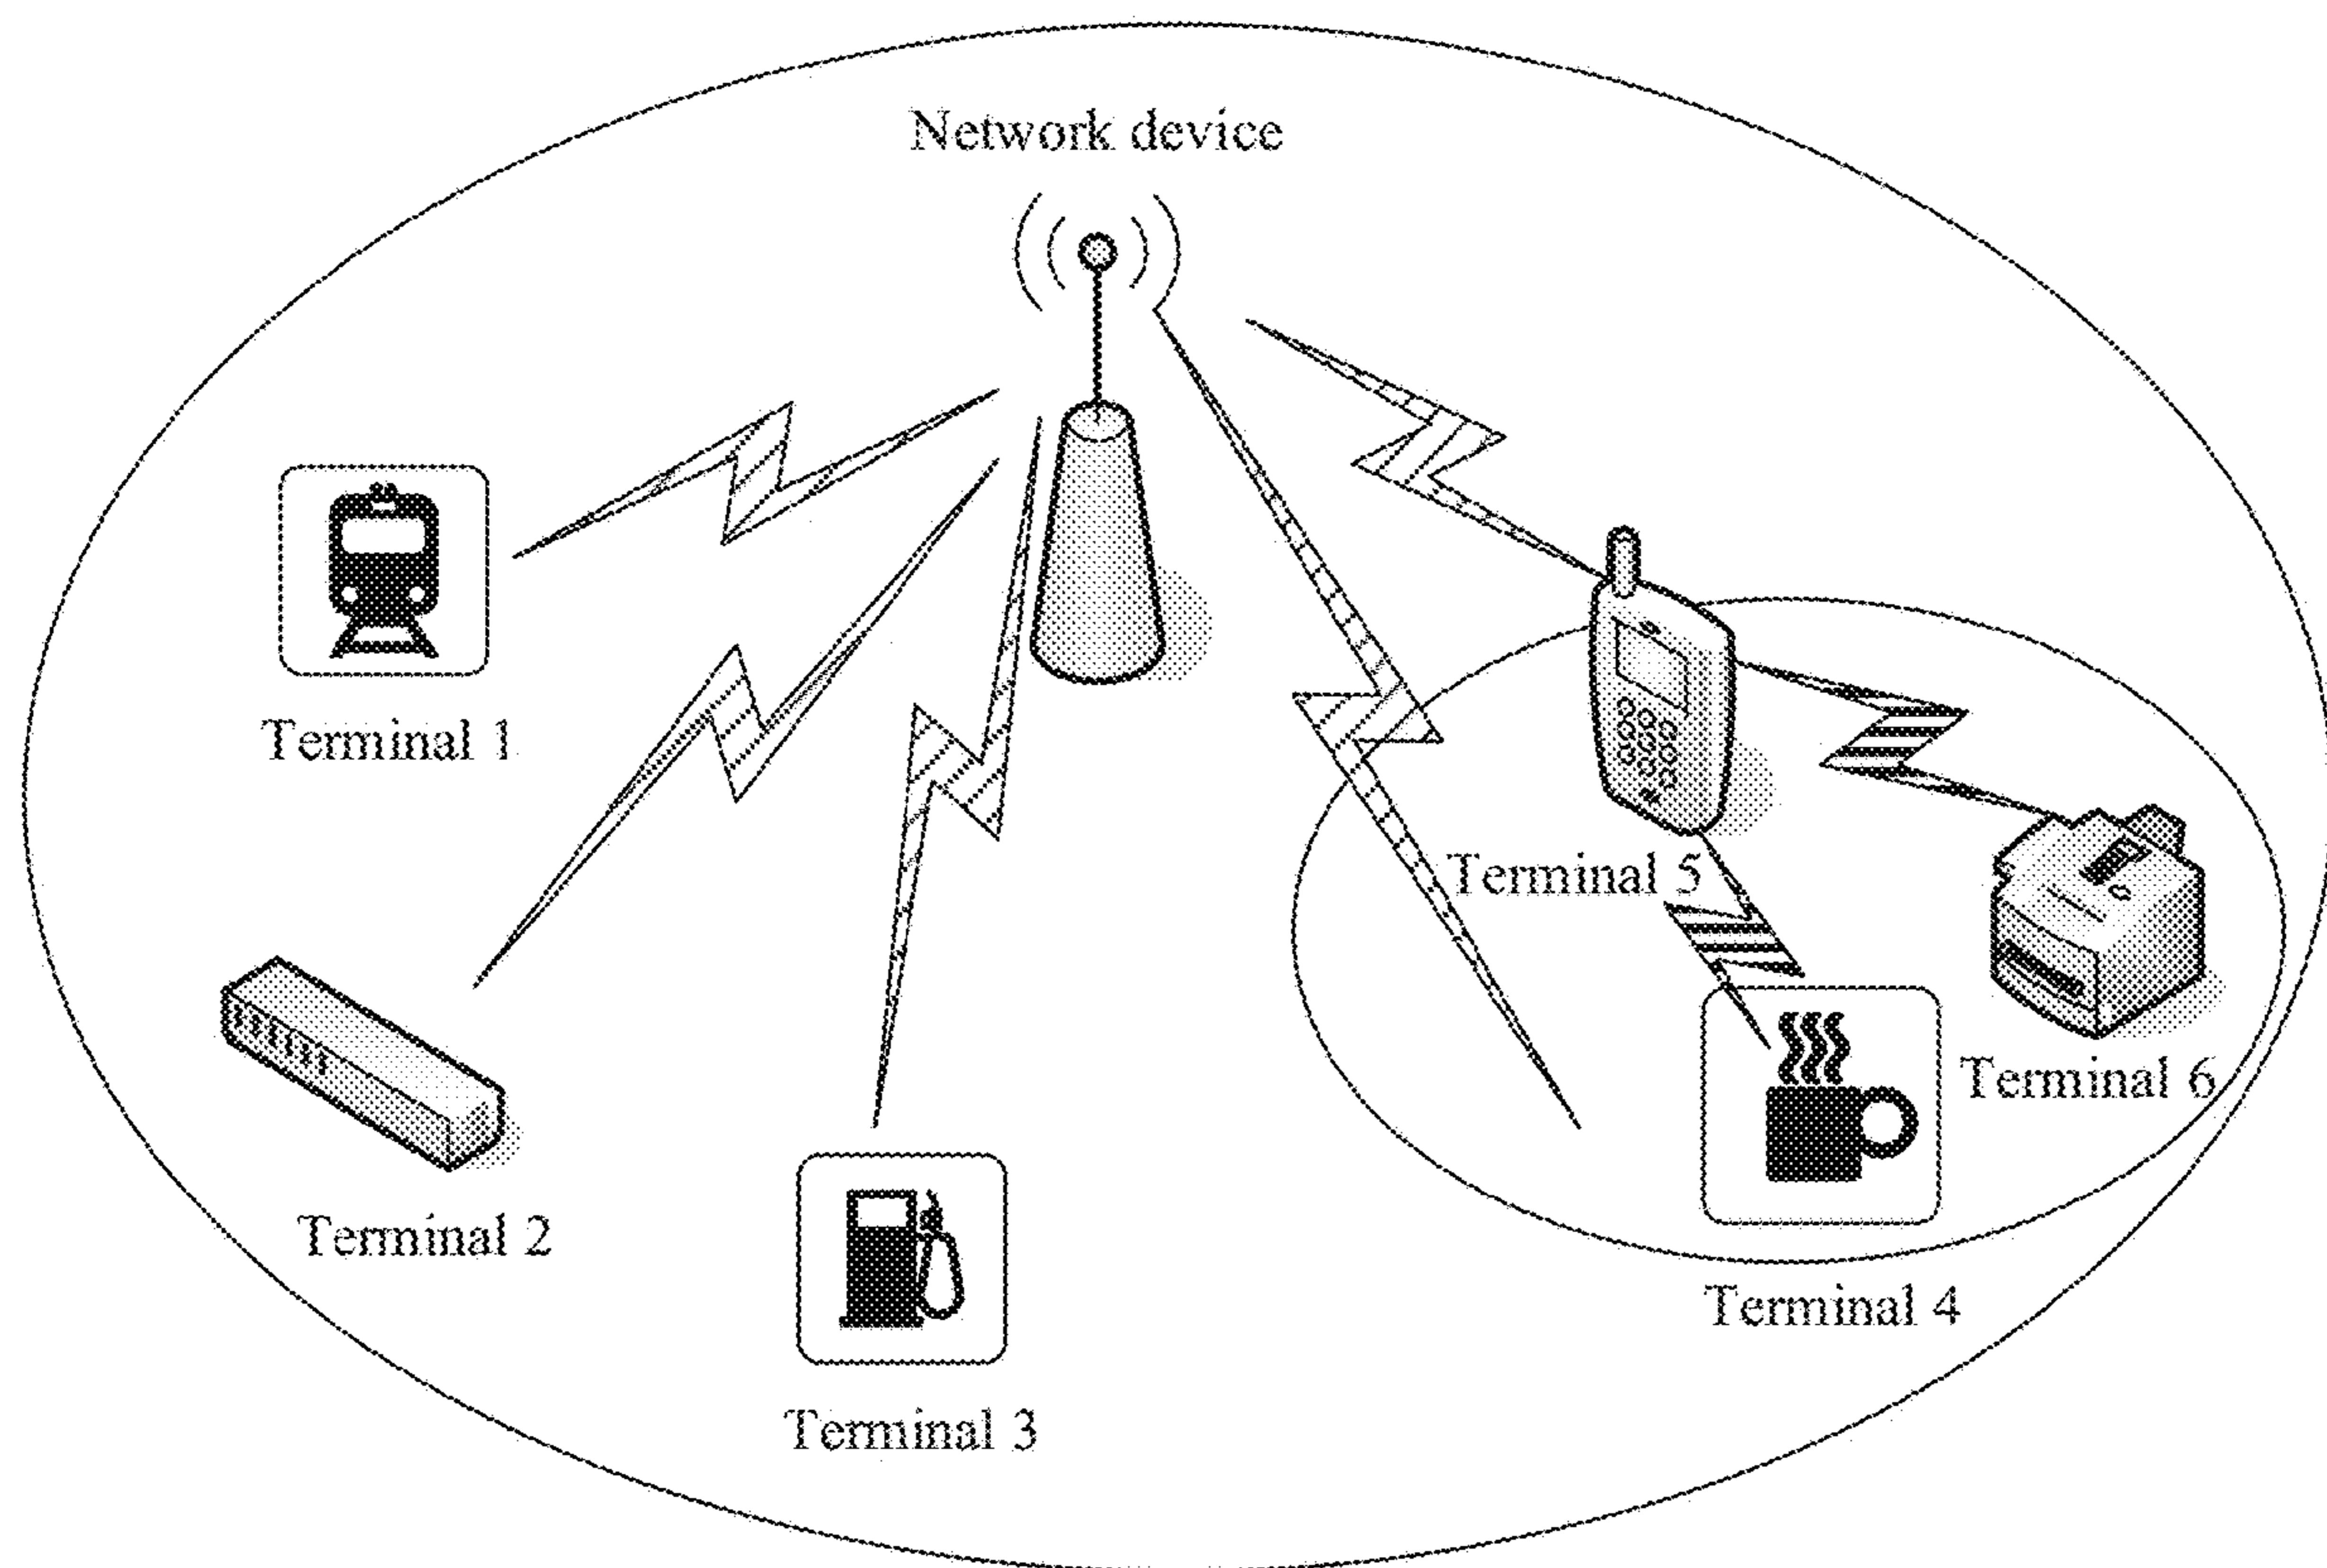 Network device
Terminal 1
Terminal 5
Terminal 6
Terminal 2
Terminal 4
Terminal 3